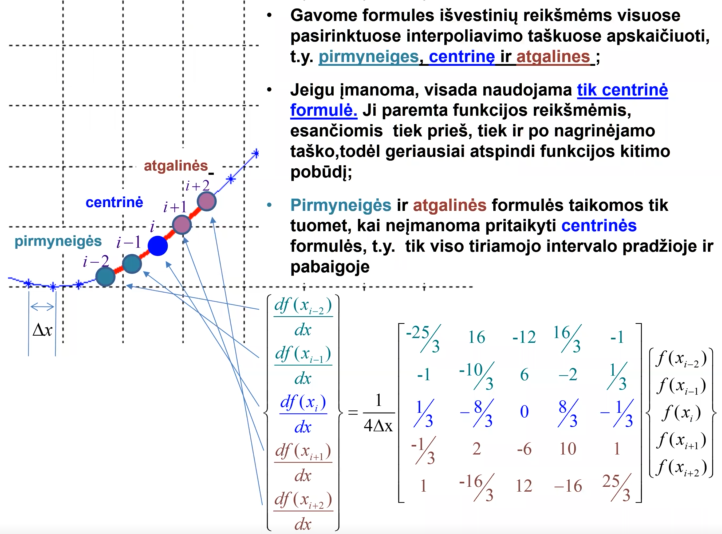 • Gavome formules išvestinių reikšmėms visuose
pasirinktuose interpoliavimo taškuose apskaičiuoti,
t.y. pirmyneiges, centrinę ir atgalines ;
• Jeigu įmanoma, visada naudojama tik centrinė
formulė. Ji paremta funkcijos reikšmėmis,
esančiomis tiek prieš, tiek ir po nagrinėjamo
taško,todėl geriausiai atspindi funkcijos kitimo
pobūdį;
• Pirmyneigės ir atgalinės formulės taikomos tik
tuomet, kai neįmanoma pritaikyti centrinės
formulės, t.y. tik viso tiriamojo intervalo pradžioje ir
pabaigoje
atgalinės
i+2
centrinė
i+1
i
pirmyneigės
i−1
i−2
Δx
df(x_{i−2})/dx
df(x_{i−1})/dx
df(x_i)/dx
df(x_{i+1})/dx
df(x_{i+2})/dx
= 1/4Δx
-25/3 16 -12 16/3 -1
-1 -10/3 6 −2 1/3
1/3 −8/3 0 8/3 −1/3
-1/3 2 -6 10 1
1 -16/3 12 −16 25/3
f(x_{i−2})
f(x_{i−1})
f(x_i)
f(x_{i+1})
f(x_{i+2})